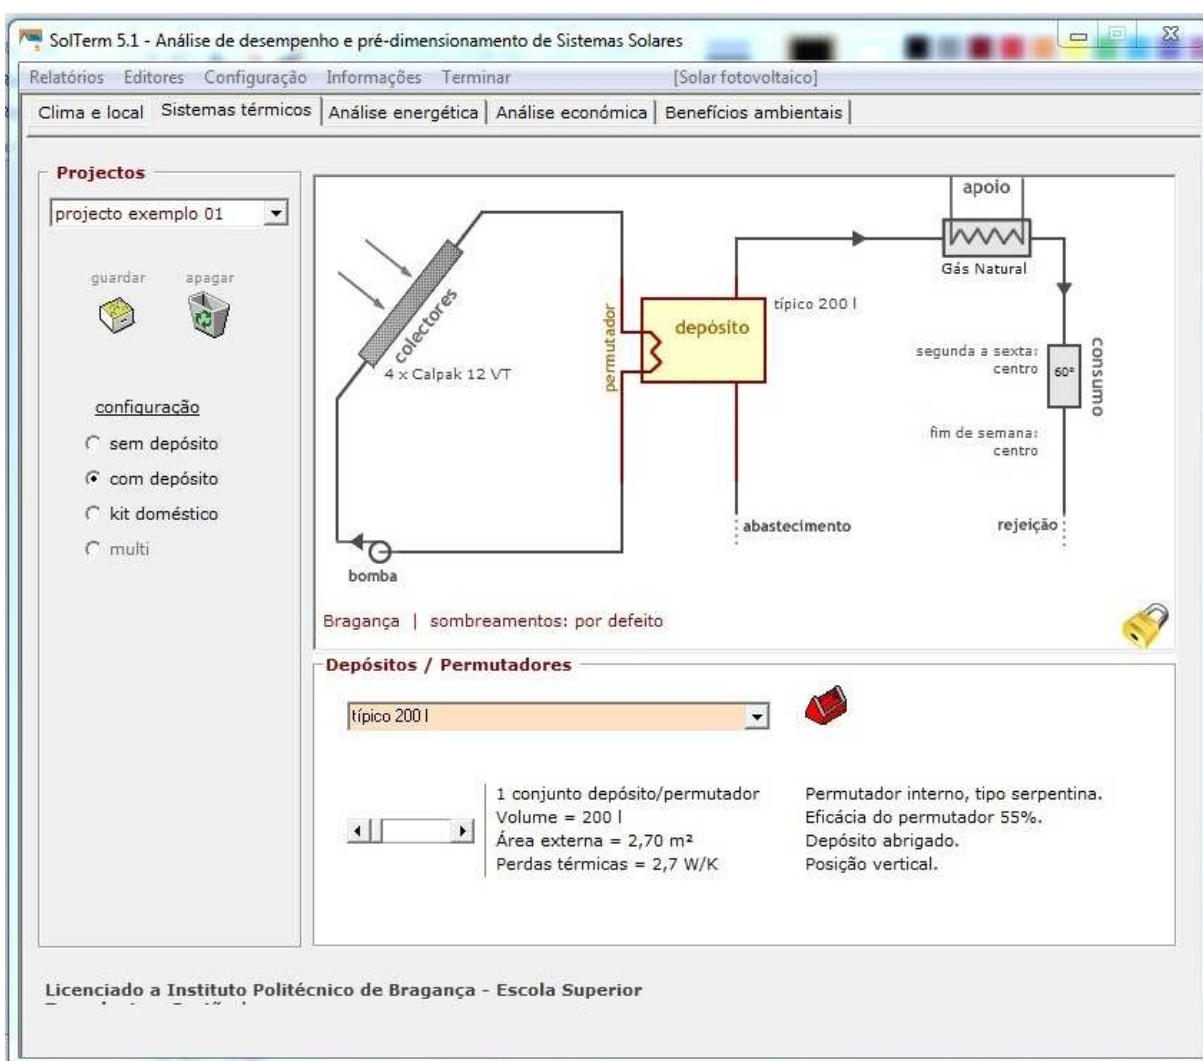 SolTerm 5.1 - Análise de desempenho e pré-dimensionamento de Sistemas Solares
Relatórios Editores Configuração Informações Terminar [Solar fotovoltaico]
Clima e local Sistemas térmicos Análise energética Análise económica Benefícios ambientais
Projectos
projecto exemplo 01
guardar apagar
configuração
sem depósito
com depósito
kit doméstico
multi
apoio
Gás Natural
colectores
4 x Calpak 12 VT
permutador
depósito
típico 200 l
segunda a sexta:
centro
60º
consumo
fim de semana:
centro
abastecimento
rejeição
bomba
Bragança | sombreamentos: por defeito
Depósitos / Permutadores
típico 200 l
1 conjunto depósito/permutador
Volume = 200 l
Área externa = 2,70 m²
Perdas térmicas = 2,7 W/K
Permutador interno, tipo serpentina.
Eficácia do permutador 55%.
Depósito abrigado.
Posição vertical.
Licenciado a Instituto Politécnico de Bragança - Escola Superior